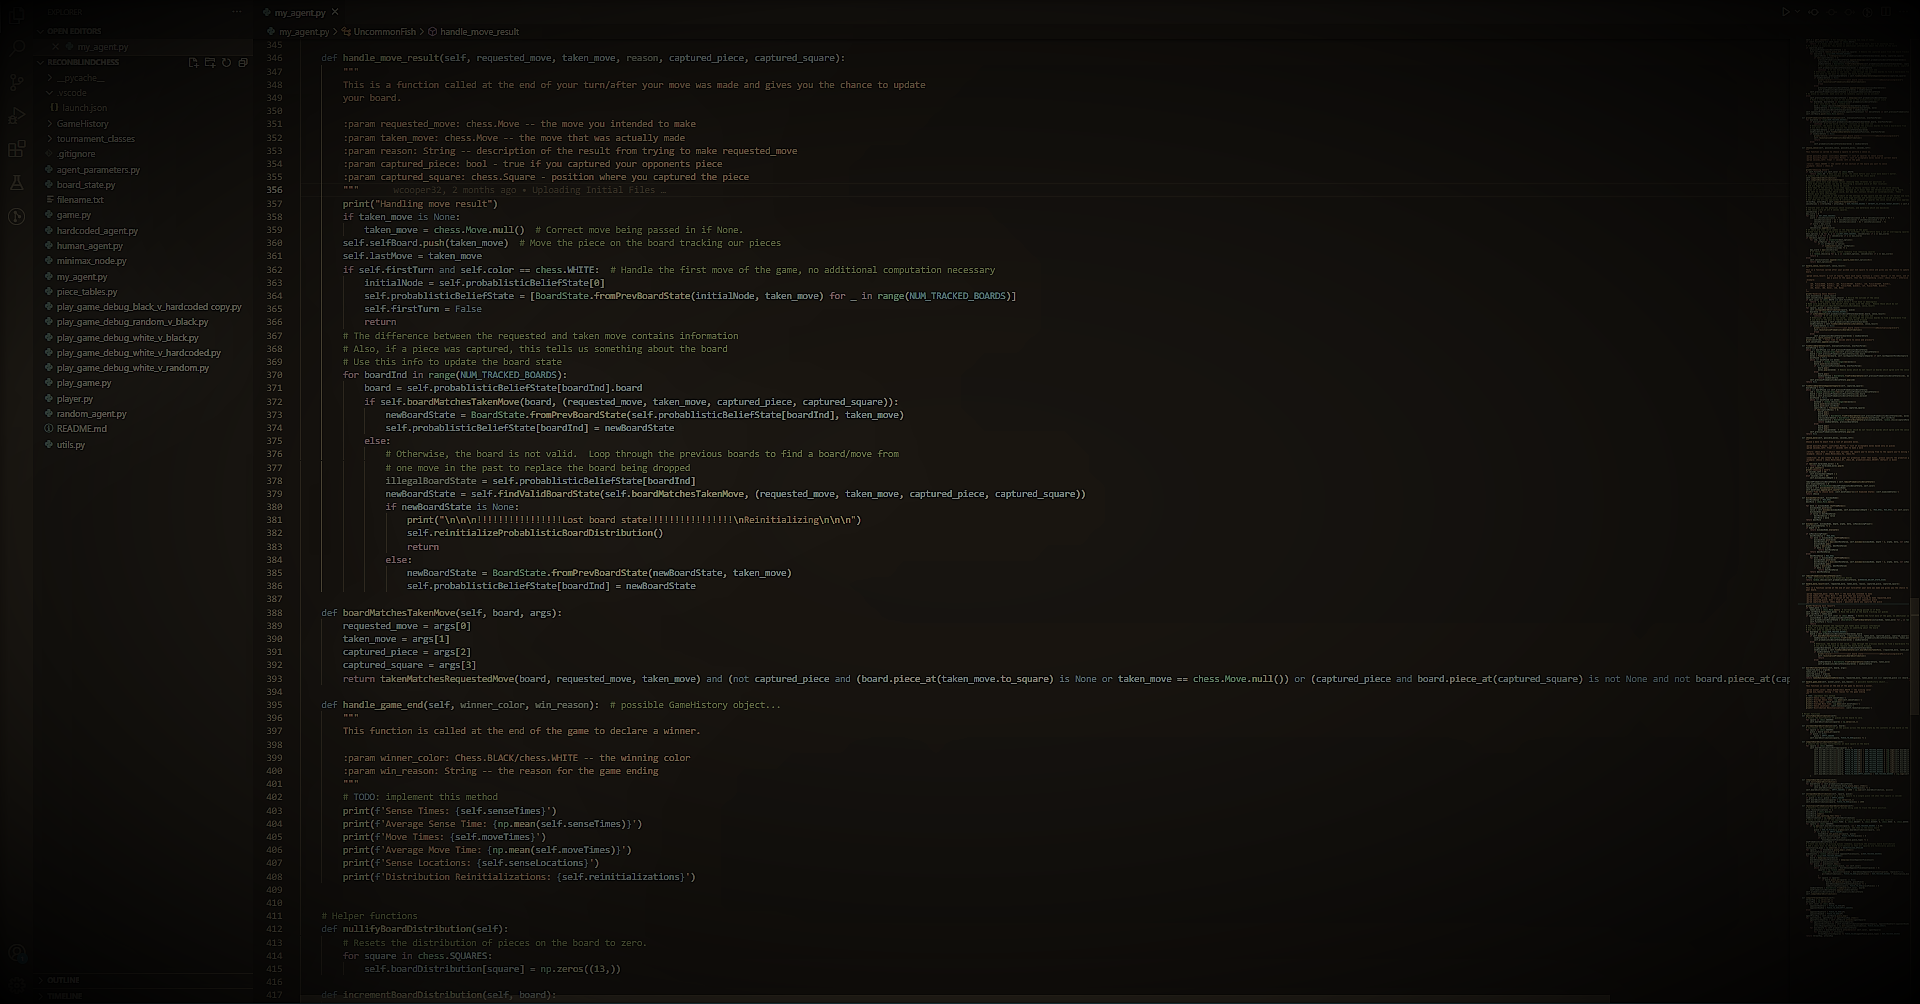 EXPLORER
OPEN EDITORS
my_agent.py
RECONBLINDCHESS
__pycache__
.vscode
launch.json
GameHistory
tournament_classes
.gitignore
agent_parameters.py
board_state.py
filename.txt
game.py
hardcoded_agent.py
human_agent.py
minimax_node.py
my_agent.py
piece_tables.py
play_game_debug_black_v_hardcoded copy.py
play_game_debug_random_v_black.py
play_game_debug_white_v_black.py
play_game_debug_white_v_hardcoded.py
play_game_debug_white_v_random.py
play_game.py
player.py
random_agent.py
README.md
utils.py
OUTLINE
TIMELINE
my_agent.py
my_agent.py > UncommonFish > handle_move_result
345
346 def handle_move_result(self, requested_move, taken_move, reason, captured_piece, captured_square):
347 """
348 This is a function called at the end of your turn/after your move was made and gives you the chance to update
349 your board.
350
351 :param requested_move: chess.Move -- the move you intended to make
352 :param taken_move: chess.Move -- the move that was actually made
353 :param reason: String -- description of the result from trying to make requested_move
354 :param captured_piece: bool - true if you captured your opponents piece
355 :param captured_square: chess.Square - position where you captured the piece
356 """ wcooper32, 2 months ago • Uploading Initial Files …
357 print("Handling move result")
358 if taken_move is None:
359 taken_move = chess.Move.null()  # Correct move being passed in if None.
360 self.selfBoard.push(taken_move)  # Move the piece on the board tracking our pieces
361 self.lastMove = taken_move
362 if self.firstTurn and self.color == chess.WHITE:  # Handle the first move of the game, no additional computation necessary
363 initialNode = self.probablisticBeliefState[0]
364 self.probablisticBeliefState = [BoardState.fromPrevBoardState(initialNode, taken_move) for _ in range(NUM_TRACKED_BOARDS)]
365 self.firstTurn = False
366 return
367 # The difference between the requested and taken move contains information
368 # Also, if a piece was captured, this tells us something about the board
369 # Use this info to update the board state
370 for boardInd in range(NUM_TRACKED_BOARDS):
371 board = self.probablisticBeliefState[boardInd].board
372 if self.boardMatchesTakenMove(board, (requested_move, taken_move, captured_piece, captured_square)):
373 newBoardState = BoardState.fromPrevBoardState(self.probablisticBeliefState[boardInd], taken_move)
374 self.probablisticBeliefState[boardInd] = newBoardState
375 else:
376 # Otherwise, the board is not valid.  Loop through the previous boards to find a board/move from
377 # one move in the past to replace the board being dropped
378 illegalBoardState = self.probablisticBeliefState[boardInd]
379 newBoardState = self.findValidBoardState(self.boardMatchesTakenMove, (requested_move, taken_move, captured_piece, captured_square))
380 if newBoardState is None:
381 print("\n\n\n!!!!!!!!!!!!!!!!Lost board state!!!!!!!!!!!!!!!!\nReinitializing\n\n\n")
382 self.reinitializeProbablisticBoardDistribution()
383 return
384 else:
385 newBoardState = BoardState.fromPrevBoardState(newBoardState, taken_move)
386 self.probablisticBeliefState[boardInd] = newBoardState
387
388 def boardMatchesTakenMove(self, board, args):
389 requested_move = args[0]
390 taken_move = args[1]
391 captured_piece = args[2]
392 captured_square = args[3]
393 return takenMatchesRequestedMove(board, requested_move, taken_move) and (not captured_piece and (board.piece_at(taken_move.to_square) is None or taken_move == chess.Move.null()) or (captured_piece and board.piece_at(captured_square) is not None and not board.piece_at(cap
394
395 def handle_game_end(self, winner_color, win_reason):  # possible GameHistory object...
396 """
397 This function is called at the end of the game to declare a winner.
398
399 :param winner_color: Chess.BLACK/chess.WHITE -- the winning color
400 :param win_reason: String -- the reason for the game ending
401 """
402 # TODO: implement this method
403 print(f'Sense Times: {self.senseTimes}')
404 print(f'Average Sense Time: {np.mean(self.senseTimes)}')
405 print(f'Move Times: {self.moveTimes}')
406 print(f'Average Move Time: {np.mean(self.moveTimes)}')
407 print(f'Sense Locations: {self.senseLocations}')
408 print(f'Distribution Reinitializations: {self.reinitializations}')
409
410
411 # Helper functions
412 def nullifyBoardDistribution(self):
413 # Resets the distribution of pieces on the board to zero.
414 for square in chess.SQUARES:
415 self.boardDistribution[square] = np.zeros((13,))
416
417 def incrementBoardDistribution(self, board):